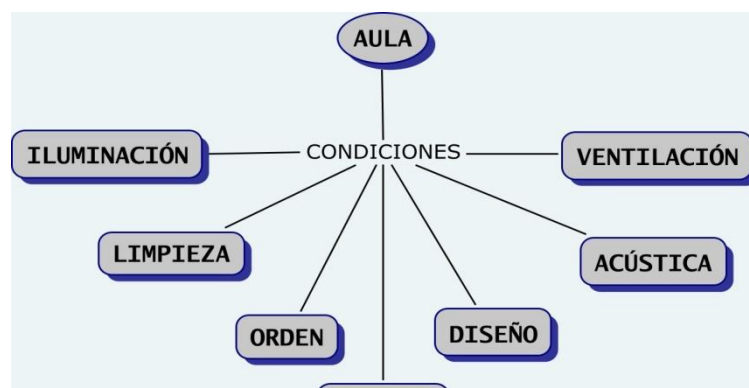 AULA
CONDICIONES
ILUMINACIÓN
VENTILACIÓN
LIMPIEZA
ACÚSTICA
ORDEN
DISEÑO